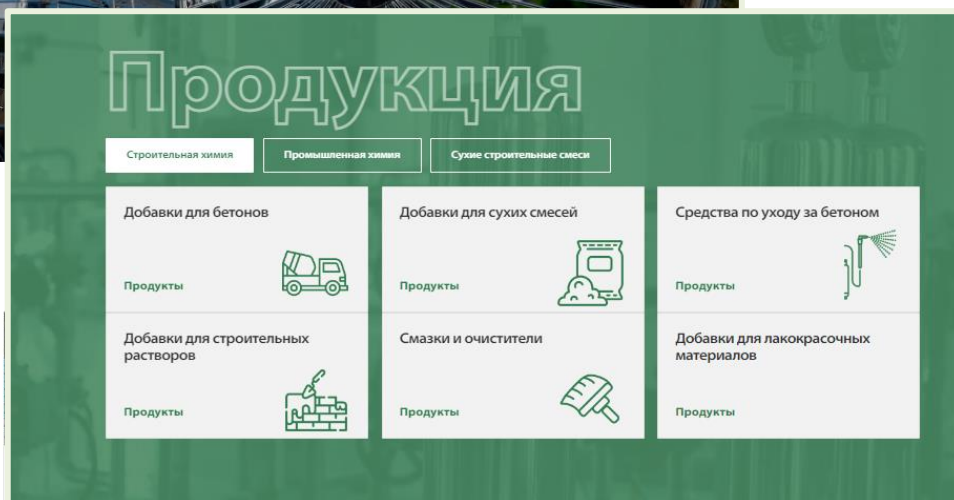 Продукция
Строительная химия
Промышленная химия
Сухие строительные смеси
Добавки для бетонов
Продукты
Добавки для сухих смесей
Продукты
Средства по уходу за бетоном
Продукты
Добавки для строительных
растворов
Продукты
Смазки и очистители
Продукты
Добавки для лакокрасочных
материалов
Продукты